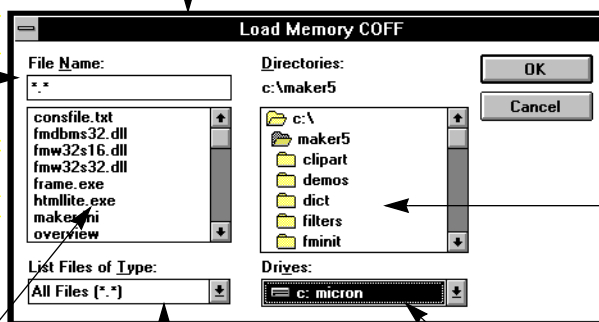 Load Memory COFF
File Name:
*.*
consfile.txt
fmdbms32.dll
fmw32s16.dll
fmw32s32.dll
frame.exe
htmllite.exe
maker.ini
overview
List Files of Type:
All Files (*.*)
Directories:
c:\maker5
c:\
maker5
clipart
demos
dict
filters
fminit
Drives:
c: micron
OK
Cancel